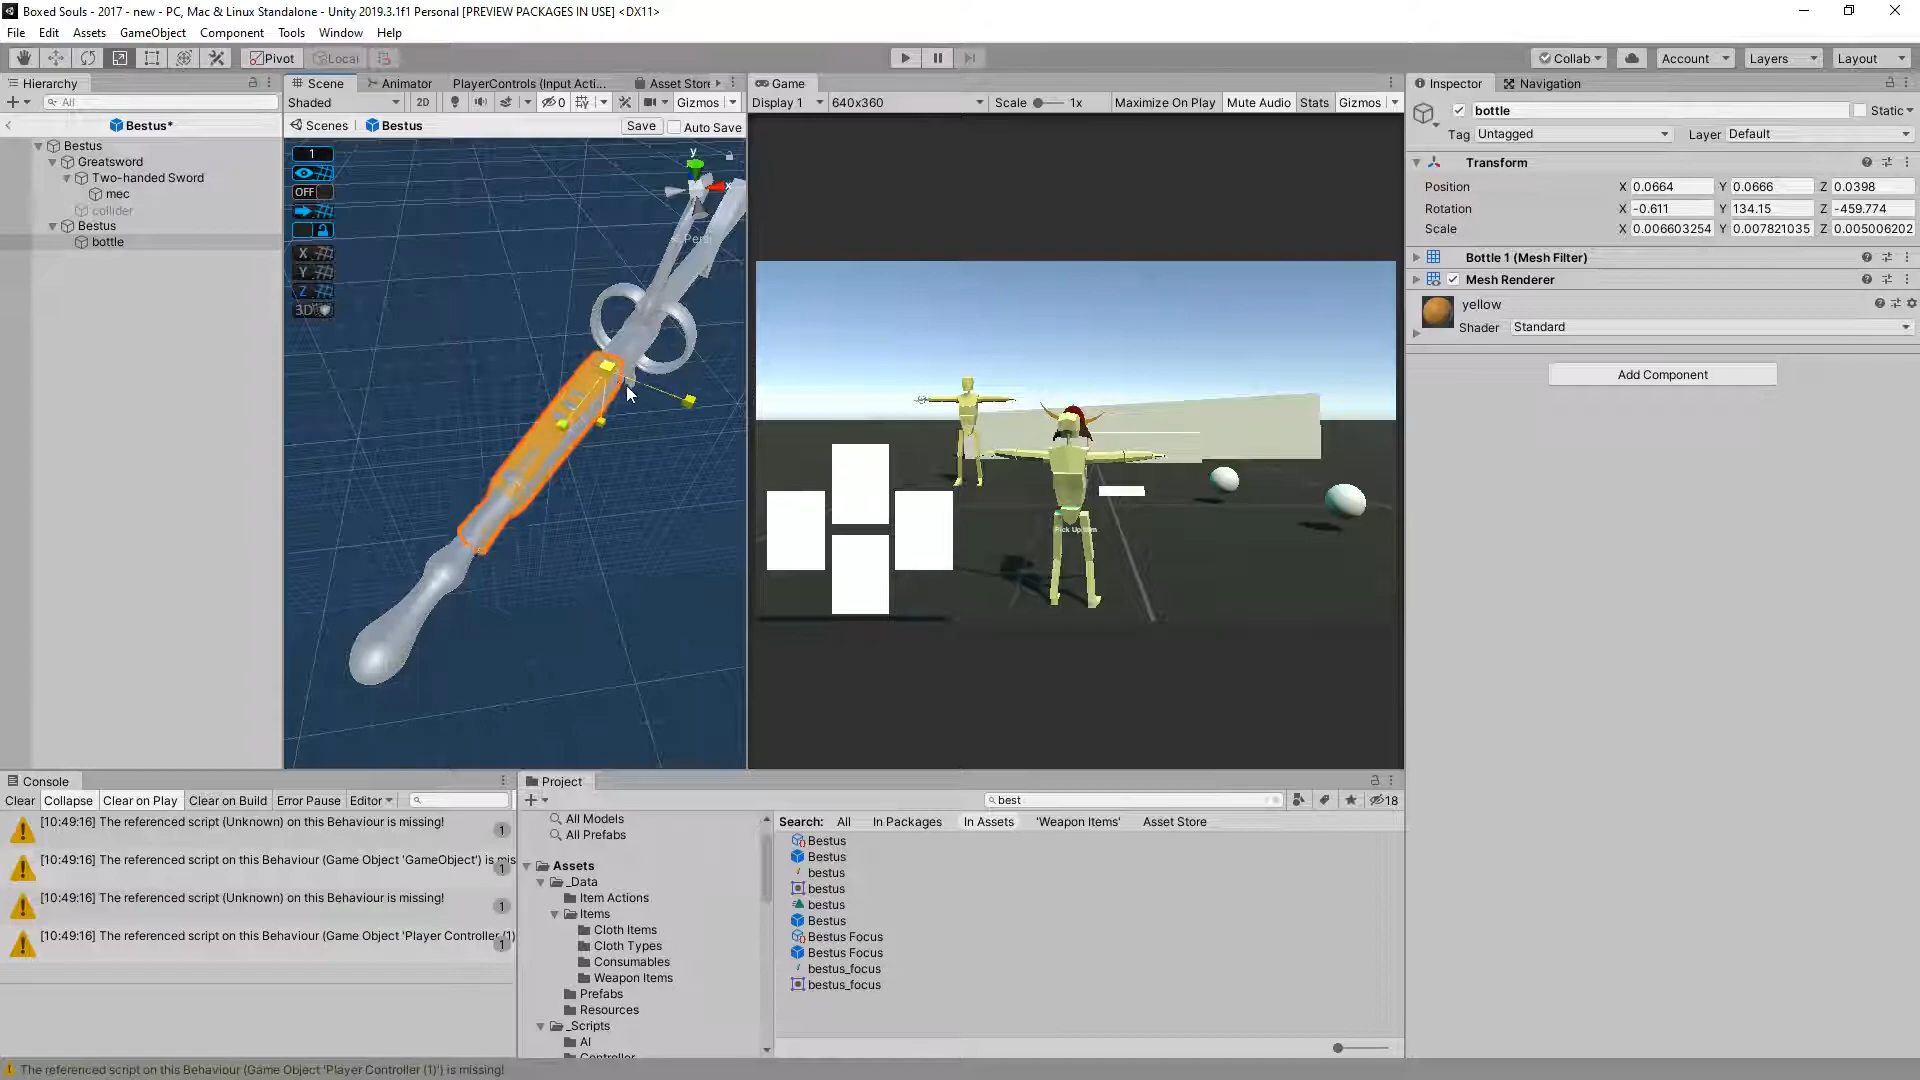 Boxed Souls - 2017 - new - PC, Mac & Linux Standalone - Unity 2019.3.1f1 Personal [PREVIEW PACKAGES IN USE] <DX11>
File Edit Assets GameObject Component Tools Window Help
Pivot Local Collab Account Layers Layout
Hierarchy
All
Bestus*
Bestus
Greatsword
Two-handed Sword
mec
collider
Bestus
bottle
Scene Animator PlayerControls (Input Acti... Asset Store
Shaded 2D 0 Gizmos
Scenes Bestus Save Auto Save
1
OFF
X
Y
Z
3D
y
x
Persp
Game
Display 1 640x360 Scale 1x Maximize On Play Mute Audio Stats Gizmos
Pick Up Item
Inspector Navigation
bottle Static
Tag Untagged Layer Default
Transform
Position X 0.0664 Y 0.0666 Z 0.0398
Rotation X -0.611 Y 134.15 Z -459.774
Scale X 0.006603254 Y 0.007821035 Z 0.005006202
Bottle 1 (Mesh Filter)
Mesh Renderer
yellow
Shader Standard
Add Component
Console
Clear Collapse Clear on Play Clear on Build Error Pause Editor
[10:49:16] The referenced script (Unknown) on this Behaviour is missing! 1
[10:49:16] The referenced script on this Behaviour (Game Object 'GameObject') is mis 1
[10:49:16] The referenced script (Unknown) on this Behaviour is missing! 1
[10:49:16] The referenced script on this Behaviour (Game Object 'Player Controller (1) 1
Project
best 18
All Models
All Prefabs
Assets
_Data
Item Actions
Items
Cloth Items
Cloth Types
Consumables
Weapon Items
Prefabs
Resources
_Scripts
AI
Controller
Search: All In Packages In Assets 'Weapon Items' Asset Store
Bestus
Bestus
bestus
bestus
bestus
Bestus
Bestus Focus
Bestus Focus
bestus_focus
bestus_focus
The referenced script on this Behaviour (Game Object 'Player Controller (1)') is missing!